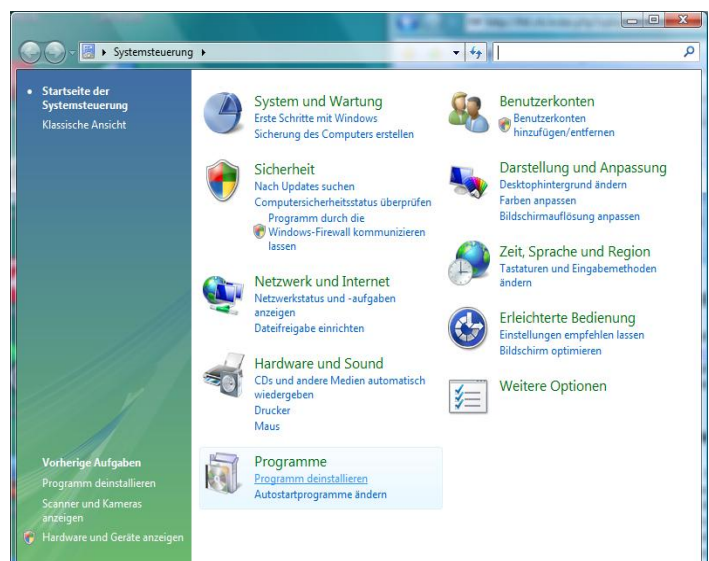 Systemsteuerung
Startseite der
Systemsteuerung
Klassische Ansicht
Vorherige Aufgaben
Programm deinstallieren
Scanner und Kameras
anzeigen
Hardware und Geräte anzeigen
System und Wartung
Erste Schritte mit Windows
Sicherung des Computers erstellen
Sicherheit
Nach Updates suchen
Computersicherheitsstatus überprüfen
Programm durch die
Windows-Firewall kommunizieren
lassen
Netzwerk und Internet
Netzwerkstatus und -aufgaben
anzeigen
Dateifreigabe einrichten
Hardware und Sound
CDs und andere Medien automatisch
wiedergeben
Drucker
Maus
Programme
Programm deinstallieren
Autostartprogramme ändern
Benutzerkonten
Benutzerkonten
hinzufügen/entfernen
Darstellung und Anpassung
Desktophintergrund ändern
Farben anpassen
Bildschirmauflösung anpassen
Zeit, Sprache und Region
Tastaturen und Eingabemethoden
ändern
Erleichterte Bedienung
Einstellungen empfehlen lassen
Bildschirm optimieren
Weitere Optionen